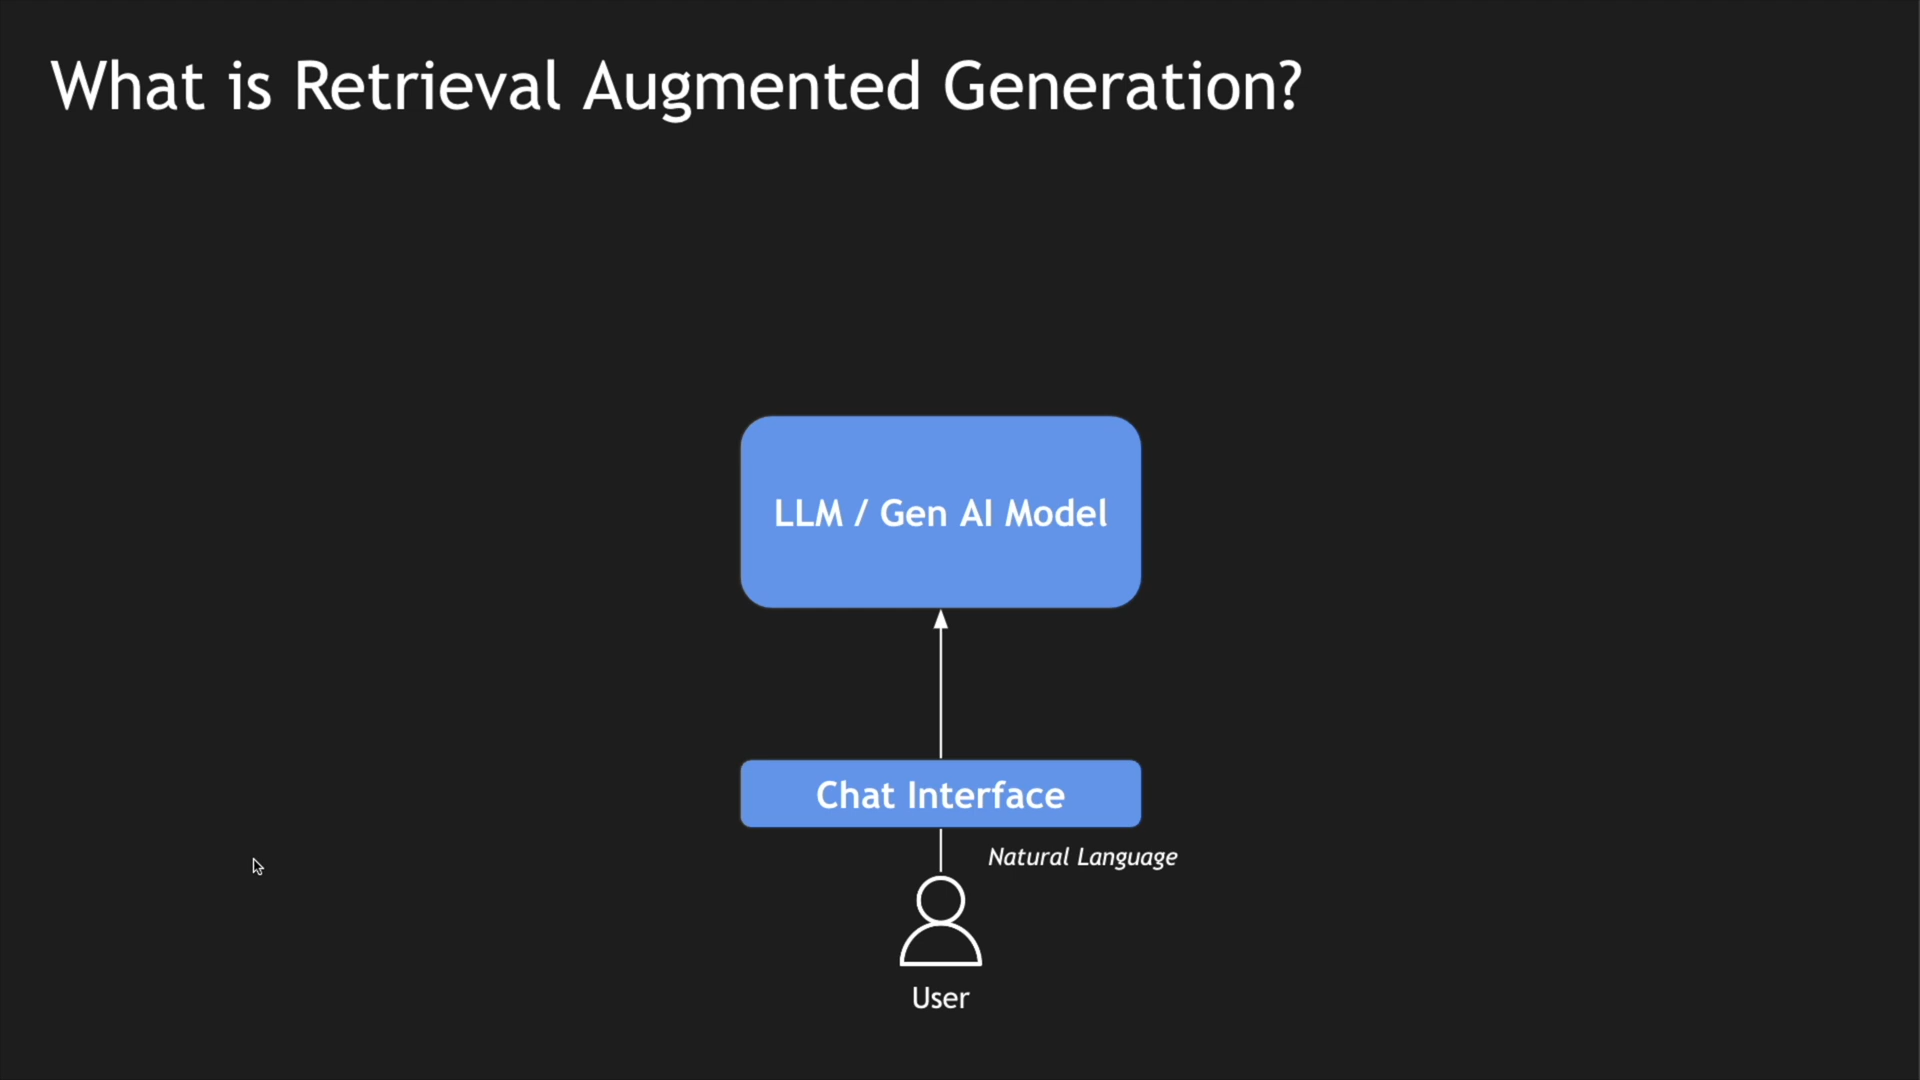 What is Retrieval Augmented Generation?
LLM / Gen AI Model
Chat Interface
Natural Language
User